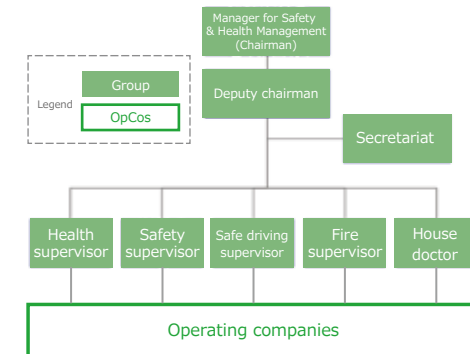 Manager for Safety
& Health Management
(Chairman)
Legend
Group
OpCos
Deputy chairman
Secretariat
Health
supervisor
Safety
supervisor
Safe driving
supervisor
Fire
supervisor
House
doctor
Operating companies